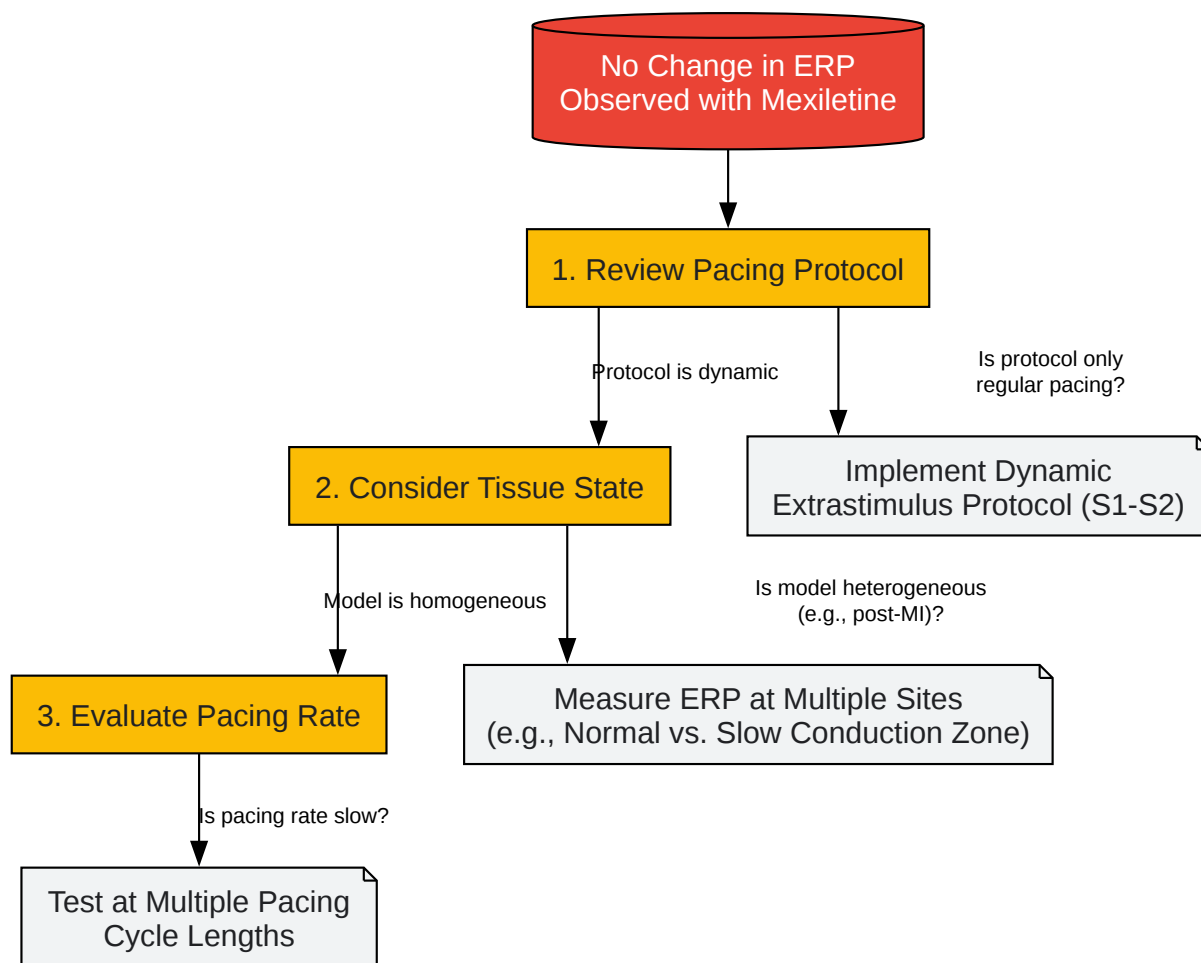 No Change in ERP
Observed with Mexiletine
1. Review Pacing Protocol
Protocol is dynamic
Is protocol only
regular pacing?
Implement Dynamic
Extrastimulus Protocol (S1-S2)
2. Consider Tissue State
Model is homogeneous
Is model heterogeneous
(e.g., post-MI)?
Measure ERP at Multiple Sites
(e.g., Normal vs. Slow Conduction Zone)
3. Evaluate Pacing Rate
Is pacing rate slow?
Test at Multiple Pacing
Cycle Lengths